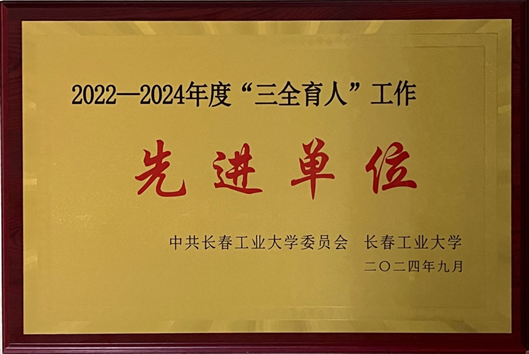 2022—2024年度“三全育人”工作
先进单位
中共长春工业大学委员会 长春工业大学
二〇二四年九月